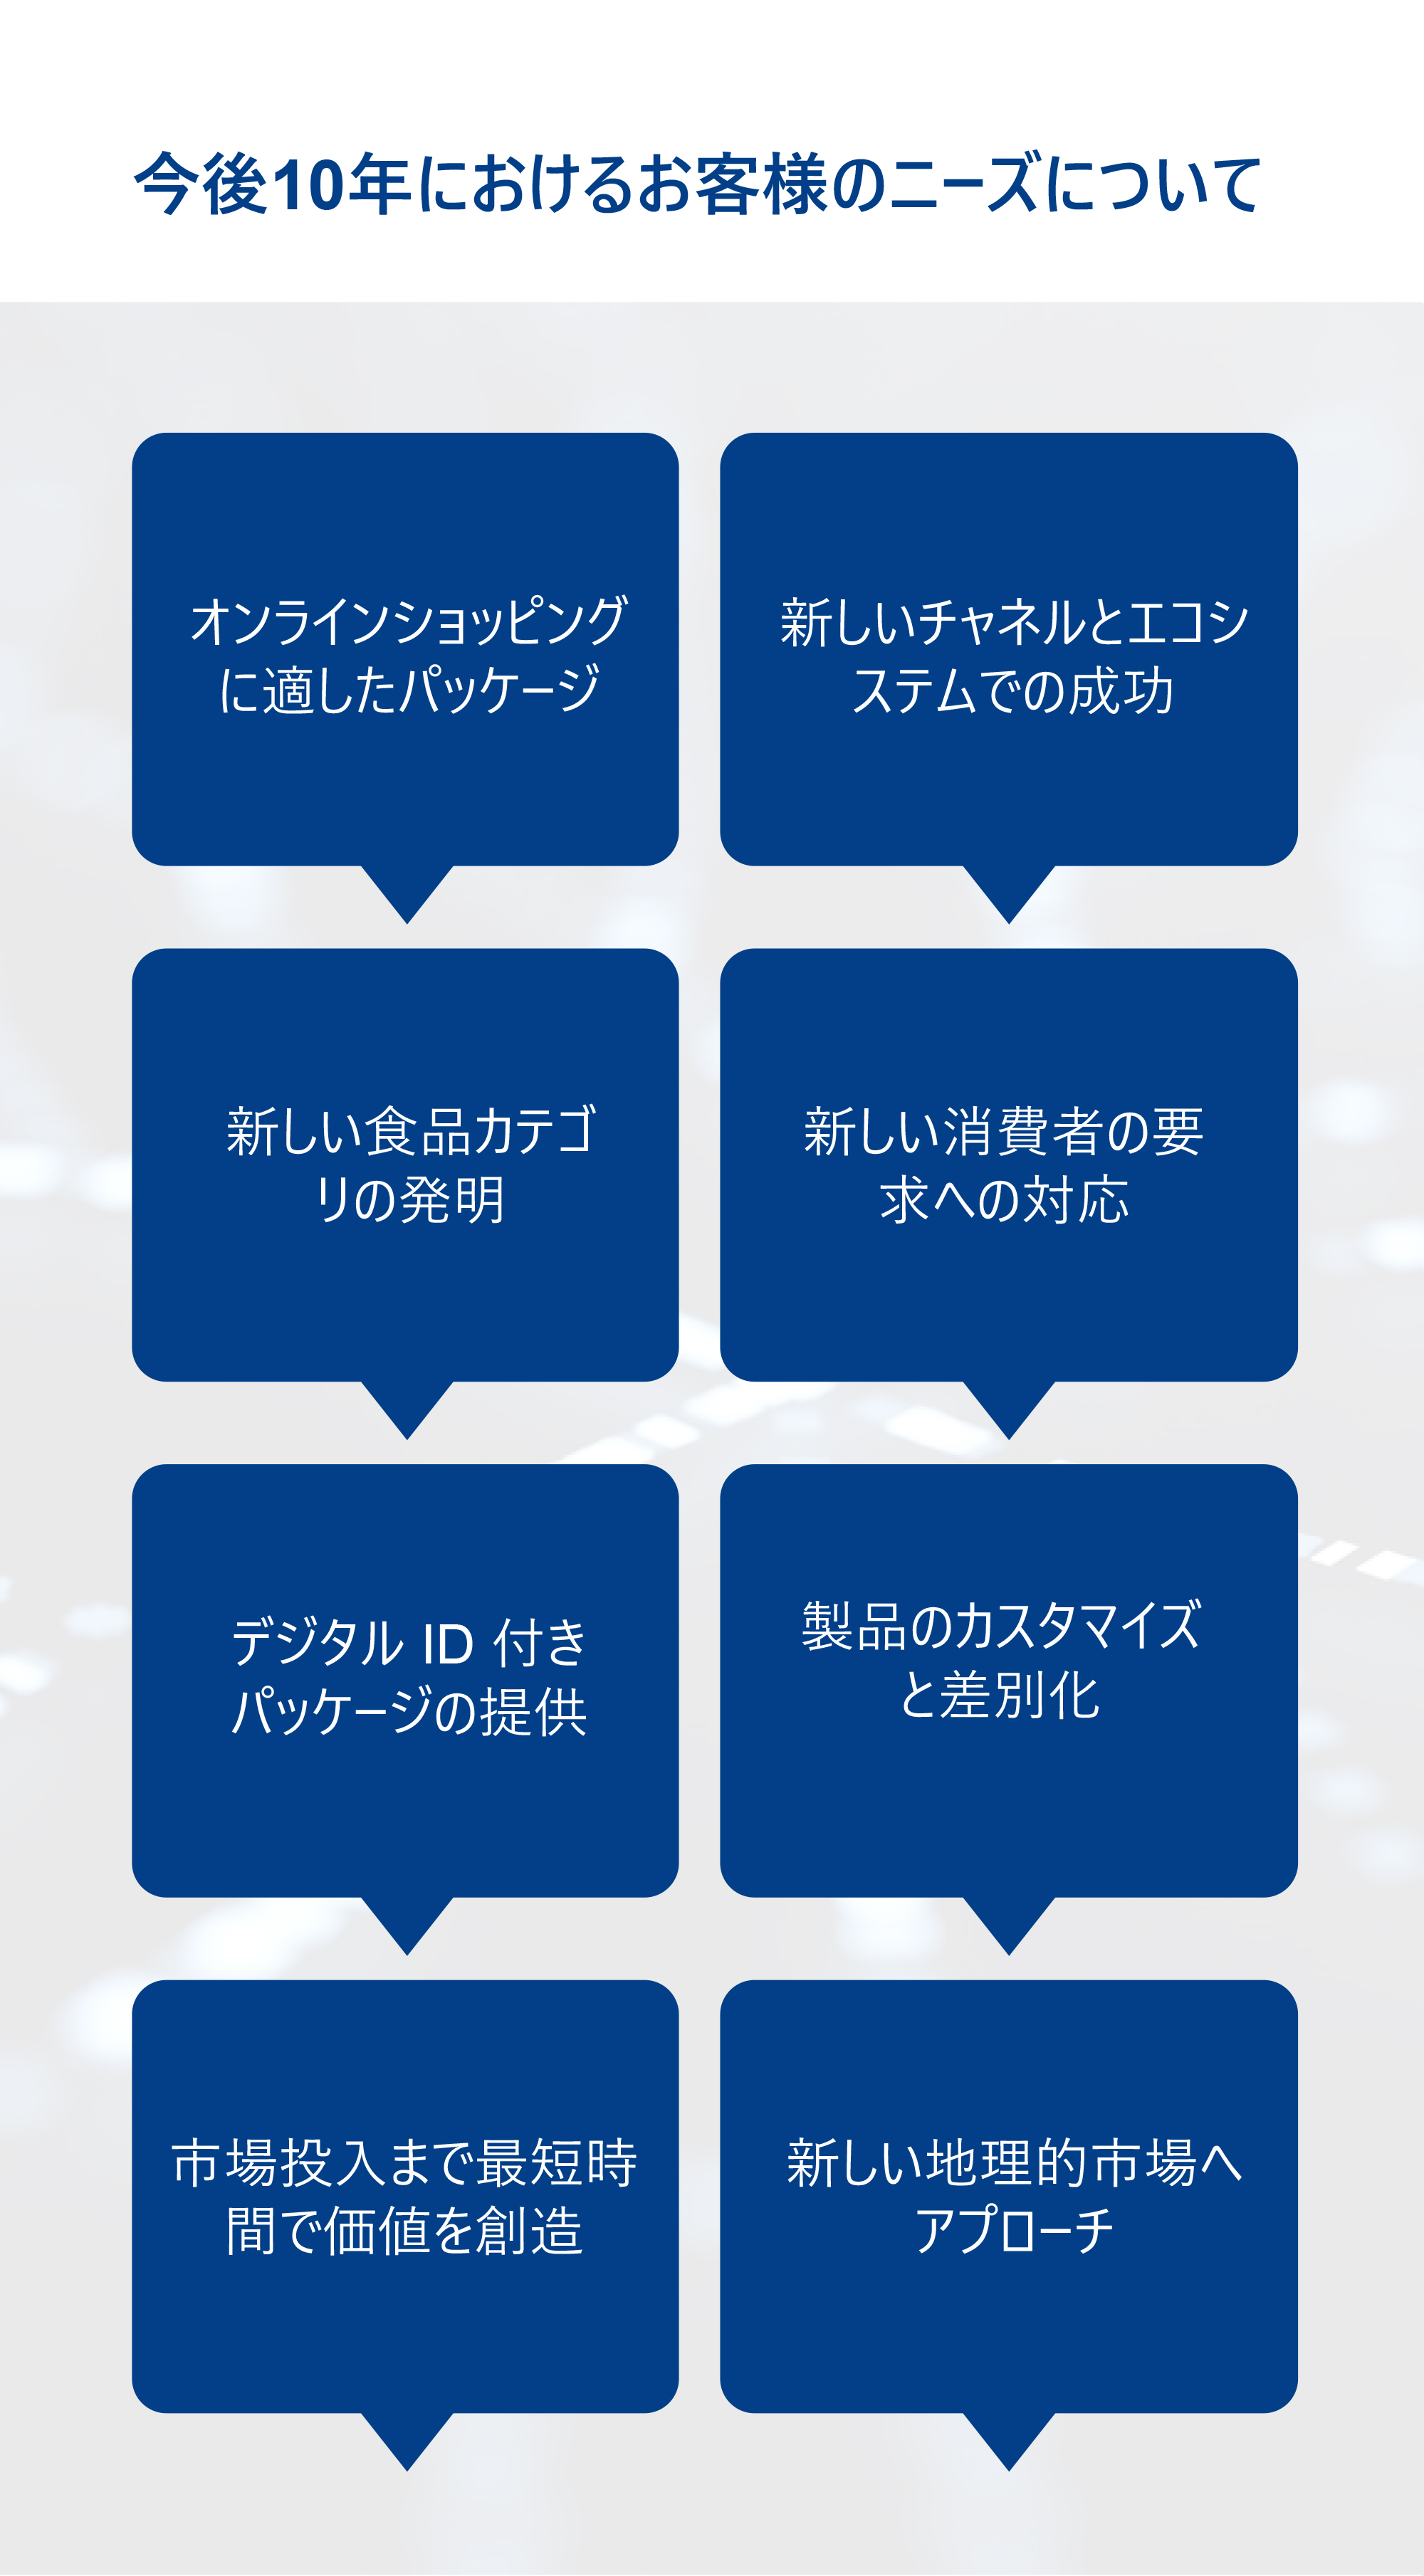 今後10年におけるお客様のニーズについて
オンラインショッピング
に適したパッケージ
新しいチャネルとエコシ
ステムでの成功
新しい食品カテゴ
リの発明
新しい消費者の要
求への対応
デジタル ID 付き
パッケージの提供
製品のカスタマイズ
と差別化
市場投入まで最短時
間で価値を創造
新しい地理的市場へ
アプローチ